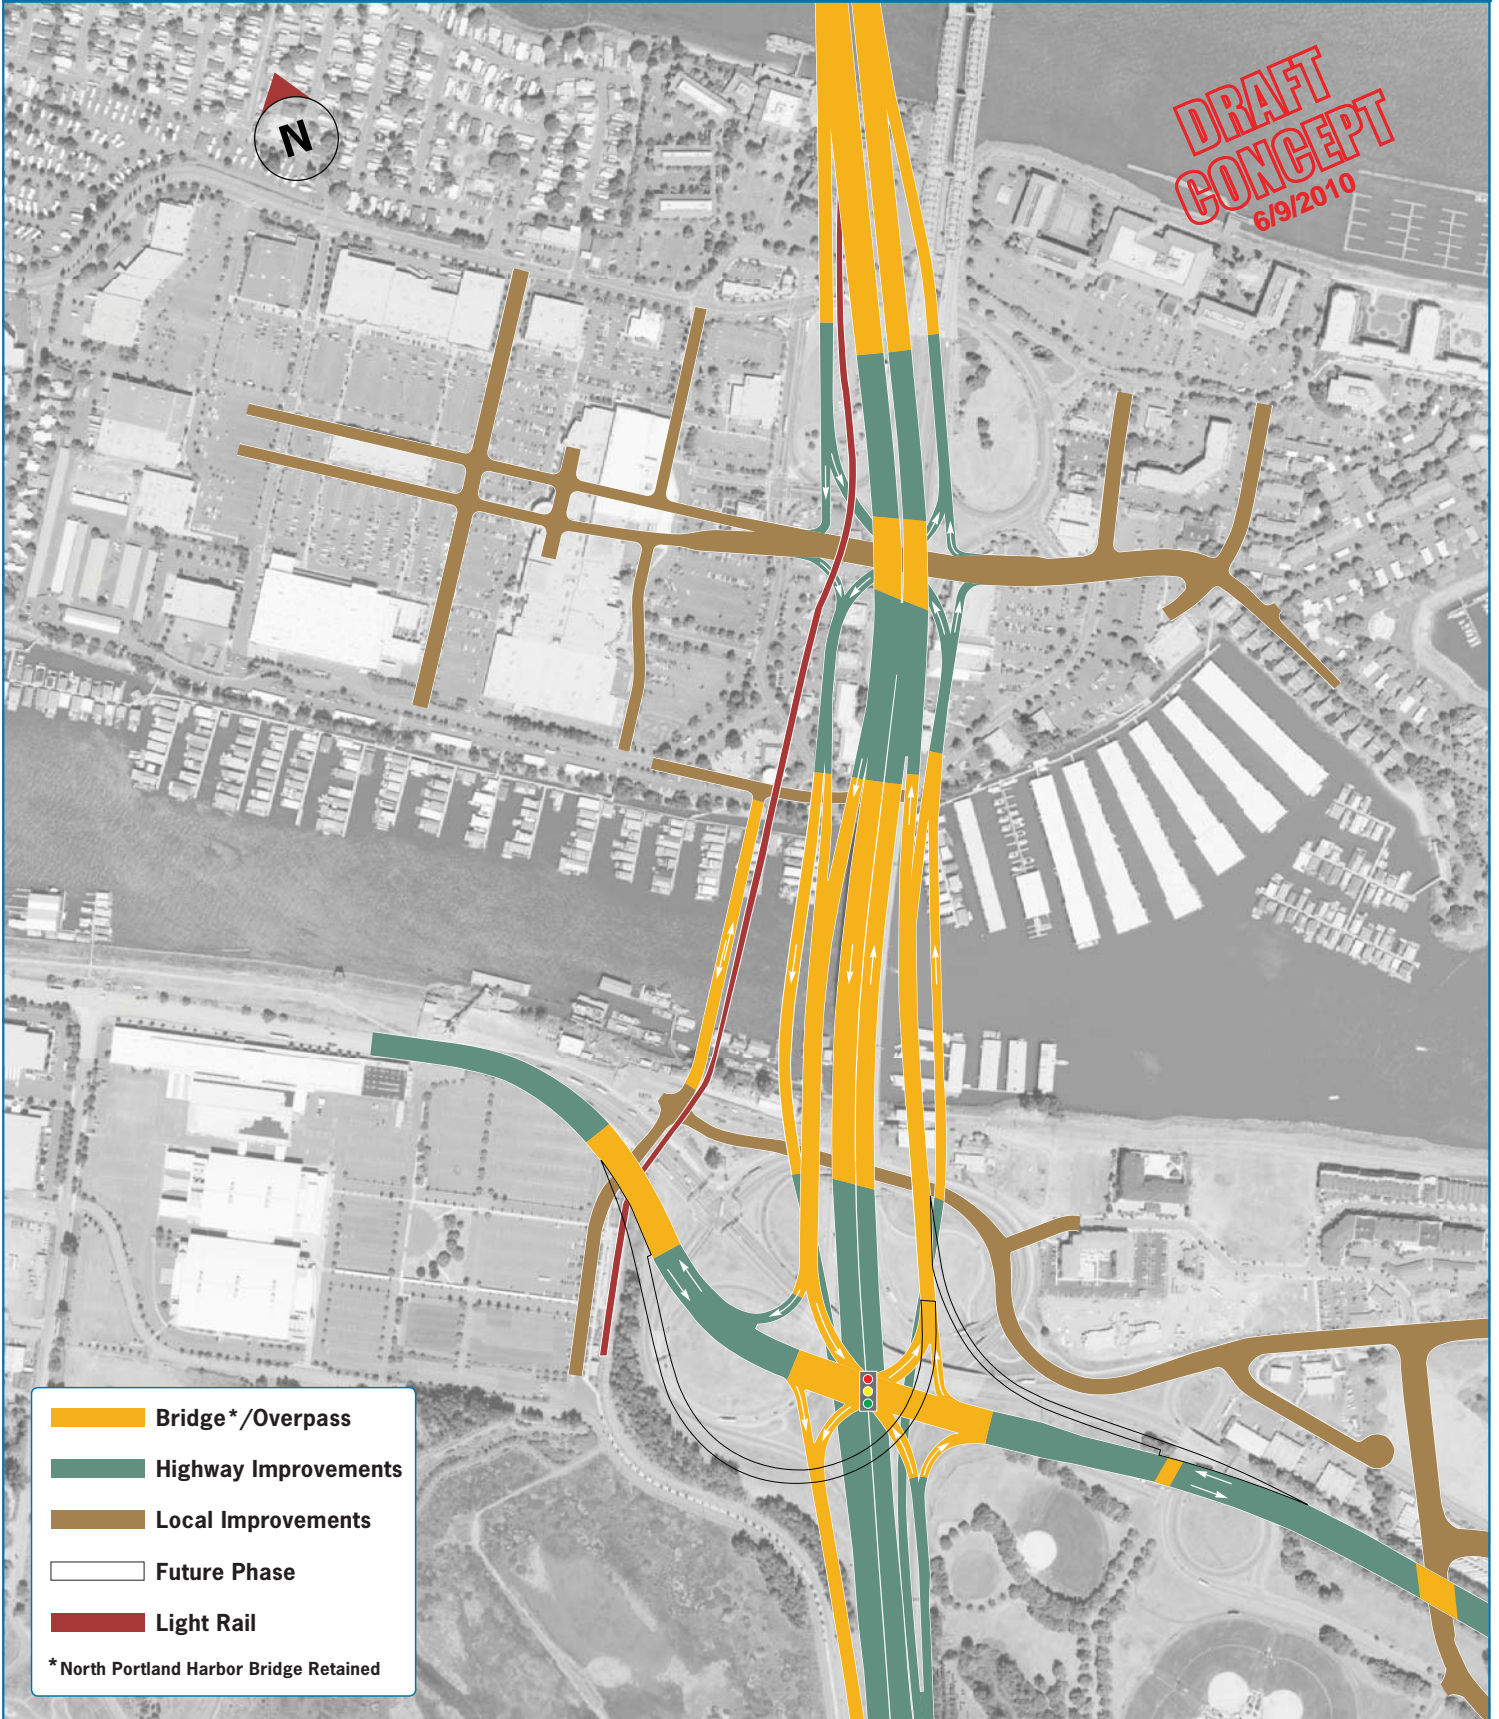 N
DRAFT
CONCEPT
6/9/2010
Bridge*/Overpass
Highway Improvements
Local Improvements
Future Phase
Light Rail
*North Portland Harbor Bridge Retained